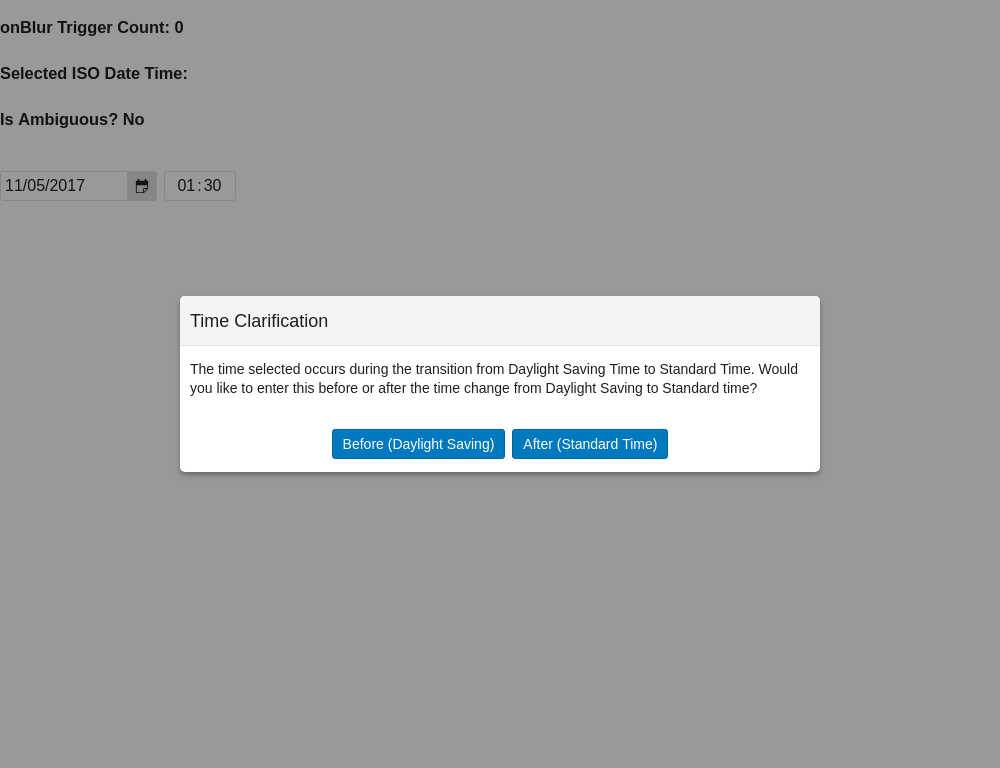 onBlur Trigger Count: 0
Selected ISO Date Time:
Is Ambiguous? No
11/05/2017 01:30
Time Clarification
The time selected occurs during the transition from Daylight Saving Time to Standard Time. Would
you like to enter this before or after the time change from Daylight Saving to Standard time?
Before (Daylight Saving) After (Standard Time)